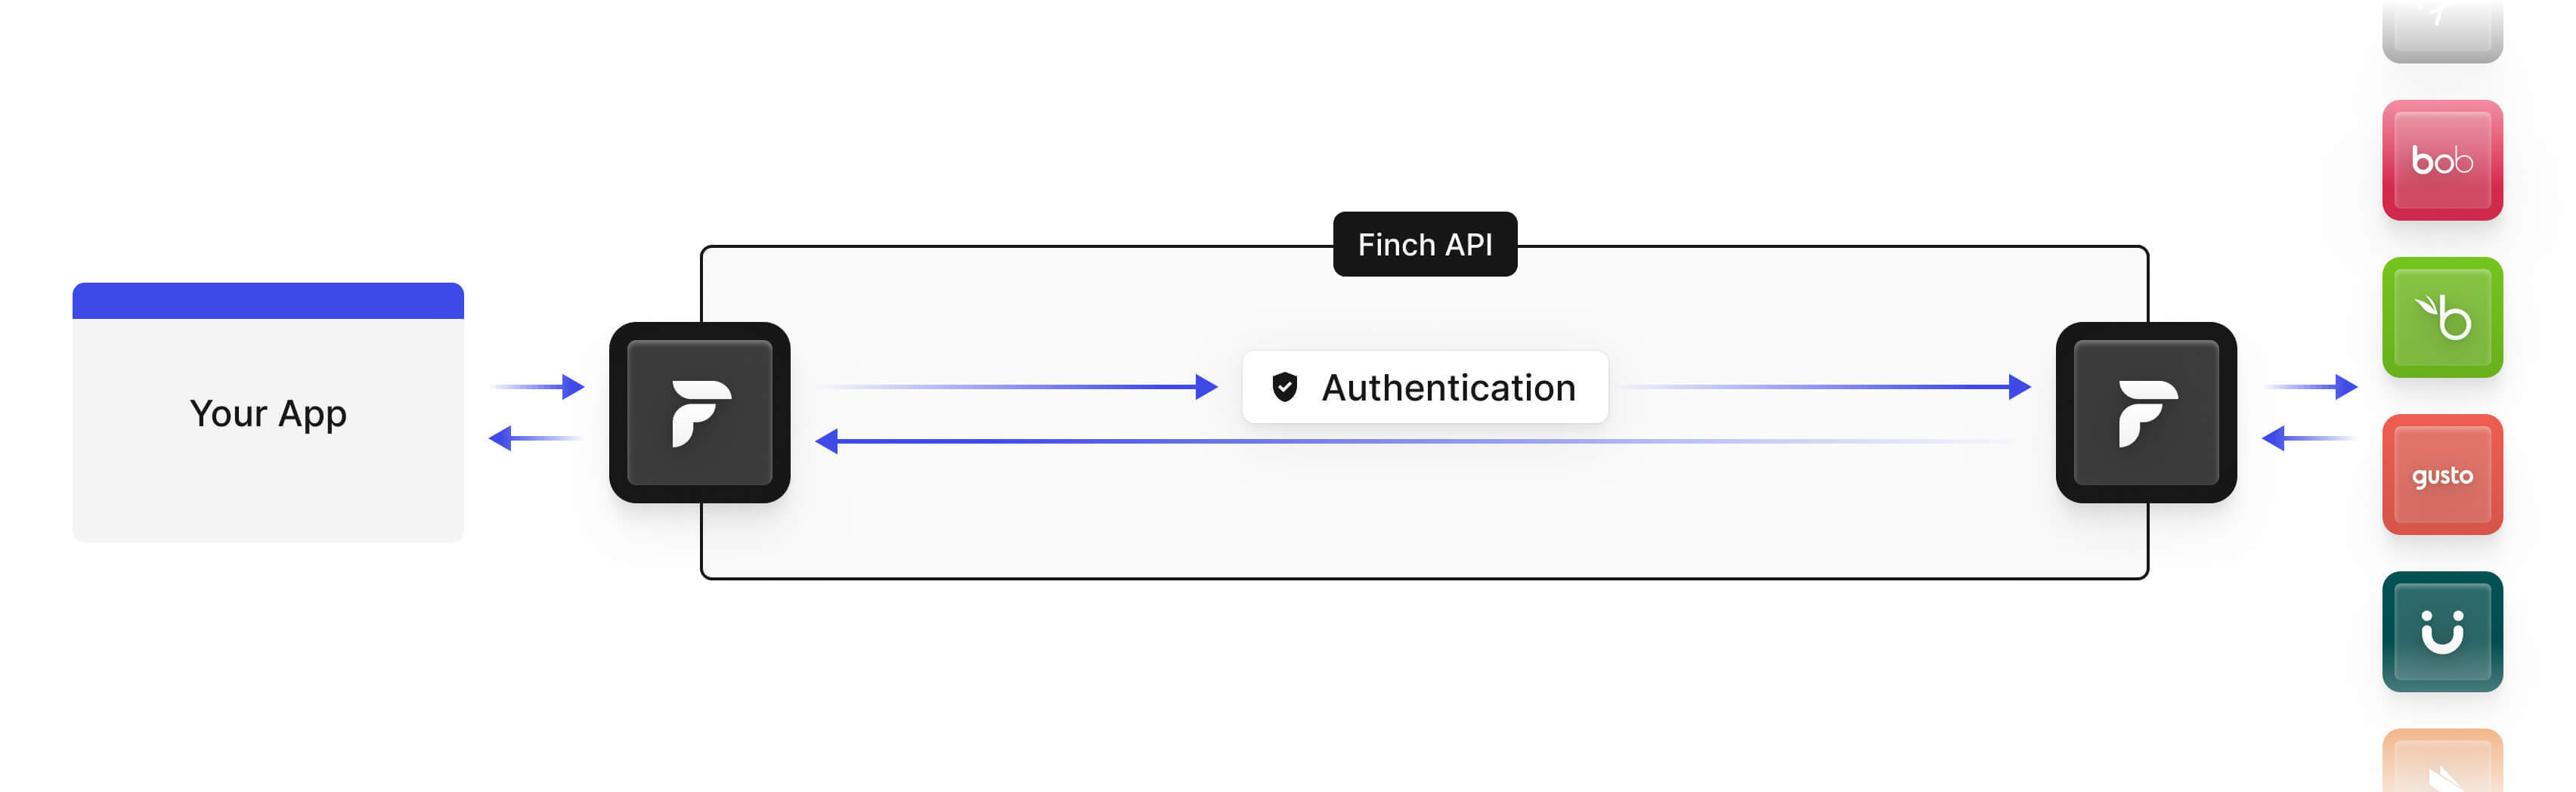 Your App
Finch API
Authentication
bob
b
gusto